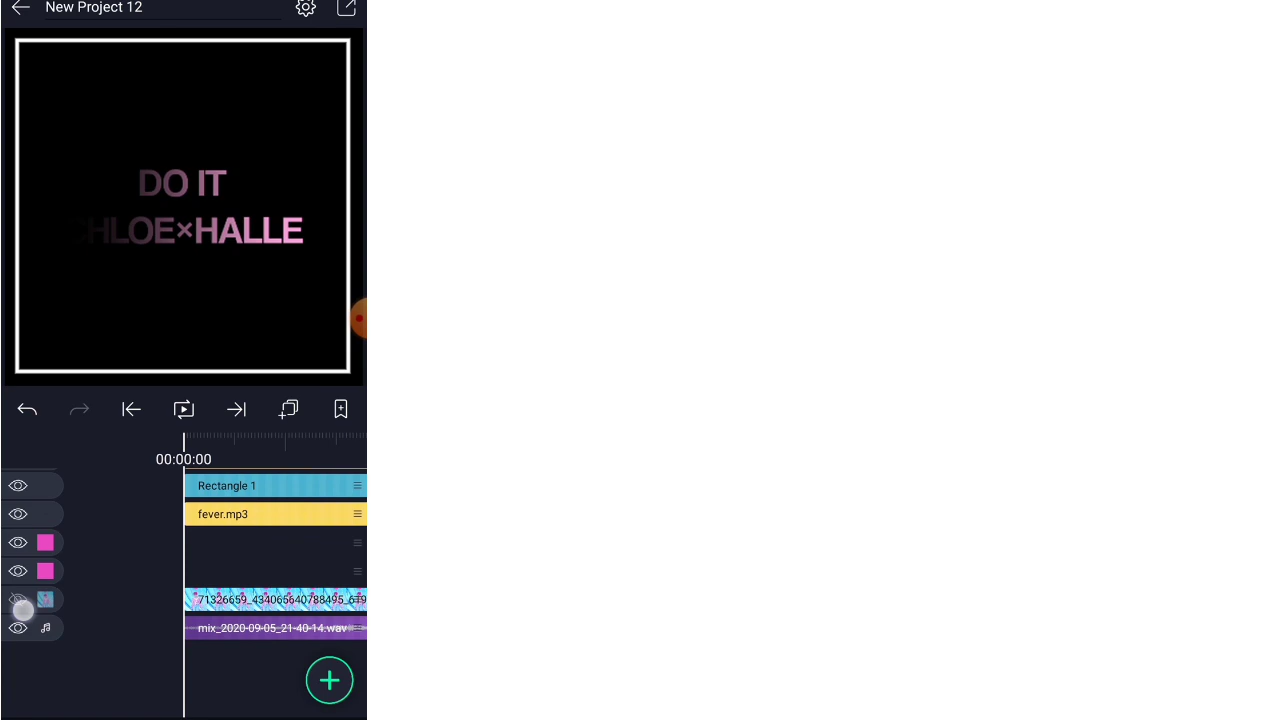 New Project 12
DO IT
CHLOE×HALLE
00:00:00
Rectangle 1
fever.mp3
71326659_434065640788495_6
mix_2020-09-05_21-40-14.wav